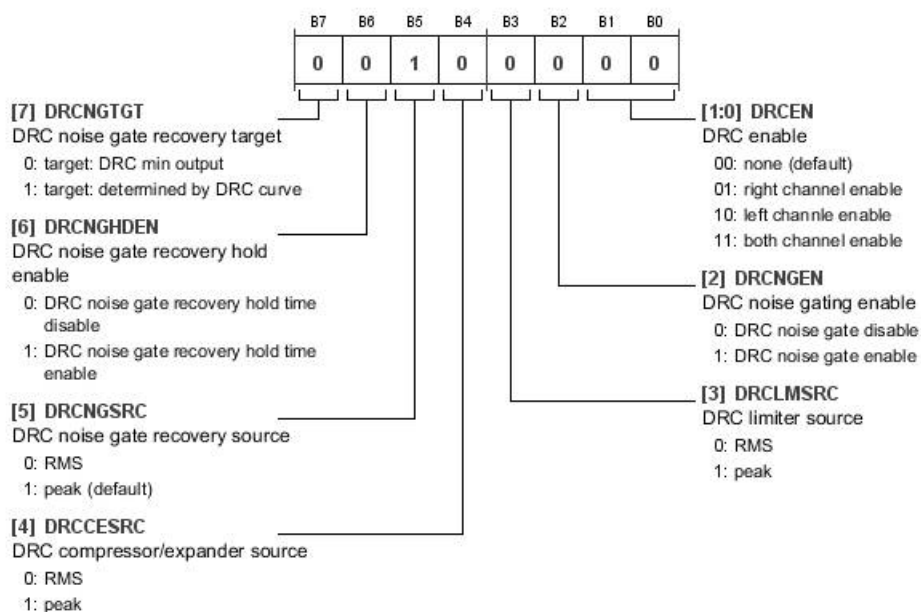 B7 B6 B5 B4 B3 B2 B1 B0
0 0 1 0 0 0 0 0
[7] DRCNGTGT
DRC noise gate recovery target
0: target: DRC min output
1: target: determined by DRC curve
[6] DRCNGHDEN
DRC noise gate recovery hold
enable
0: DRC noise gate recovery hold time
disable
1: DRC noise gate recovery hold time
enable
[5] DRCNGSRC
DRC noise gate recovery source
0: RMS
1: peak (default)
[4] DRCCESRC
DRC compressor/expander source
0: RMS
1: peak
[1:0] DRCEN
DRC enable
00: none (default)
01: right channel enable
10: left channle enable
11: both channel enable
[2] DRCNGEN
DRC noise gating enable
0: DRC noise gate disable
1: DRC noise gate enable
[3] DRCLMSRC
DRC limiter source
0: RMS
1: peak